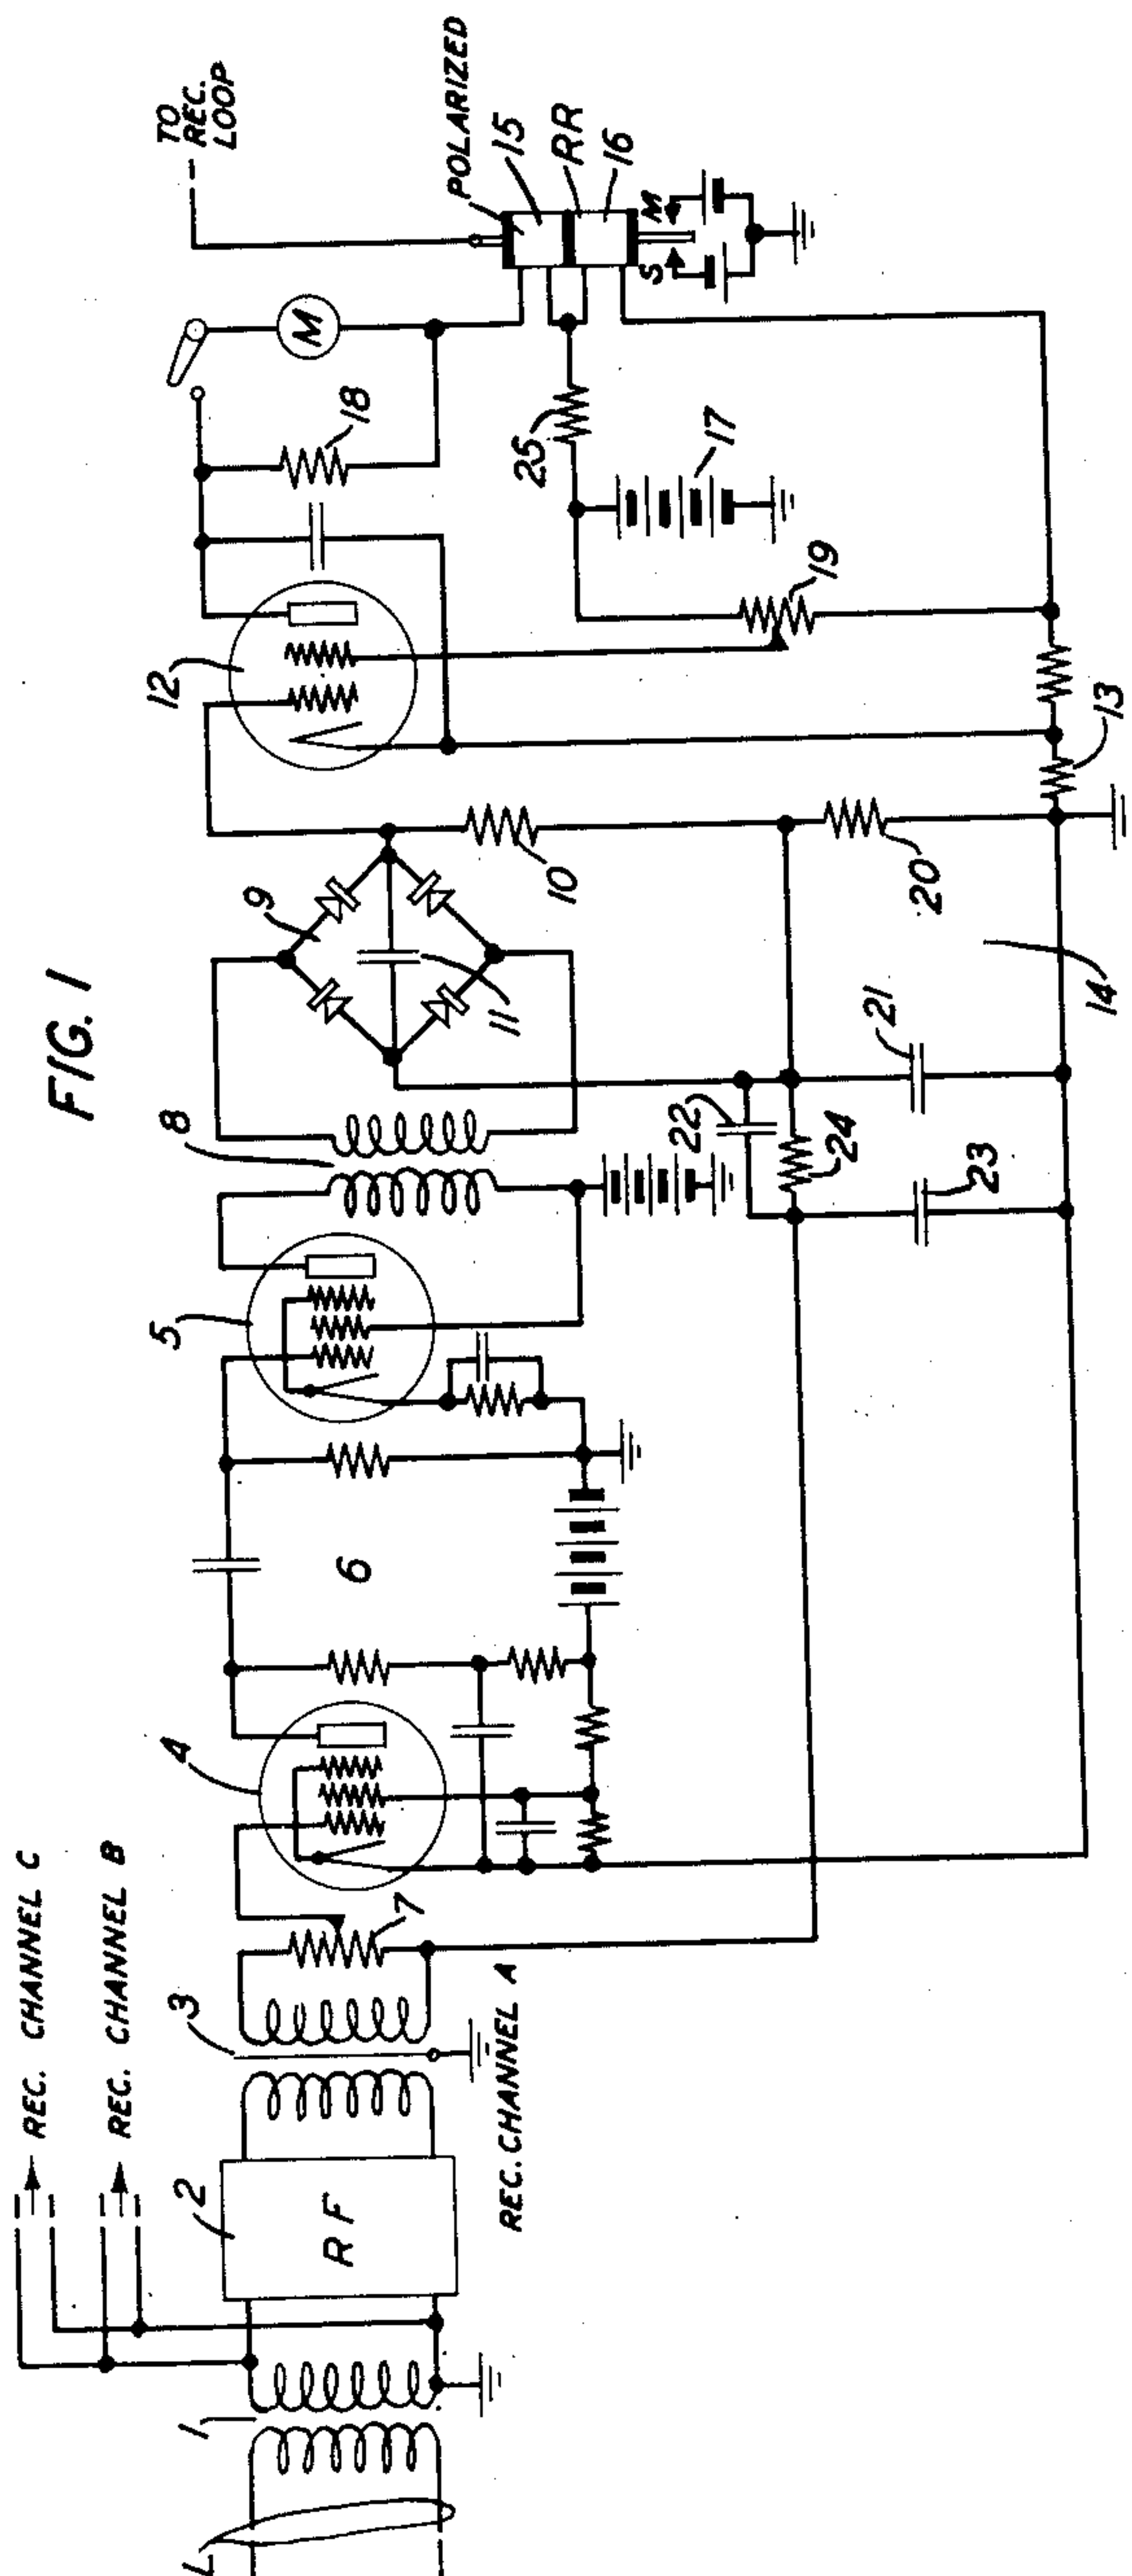 FIG. 1
REC. CHANNEL C
REC. CHANNEL B
TO
REC.
LOOP
POLARIZED
15
RR
16
M
S
M
18
25
17
19
12
13
9
10
11
20
14
8
21
22
24
23
5
6
4
7
3
REC. CHANNEL A
2
RF
1
L